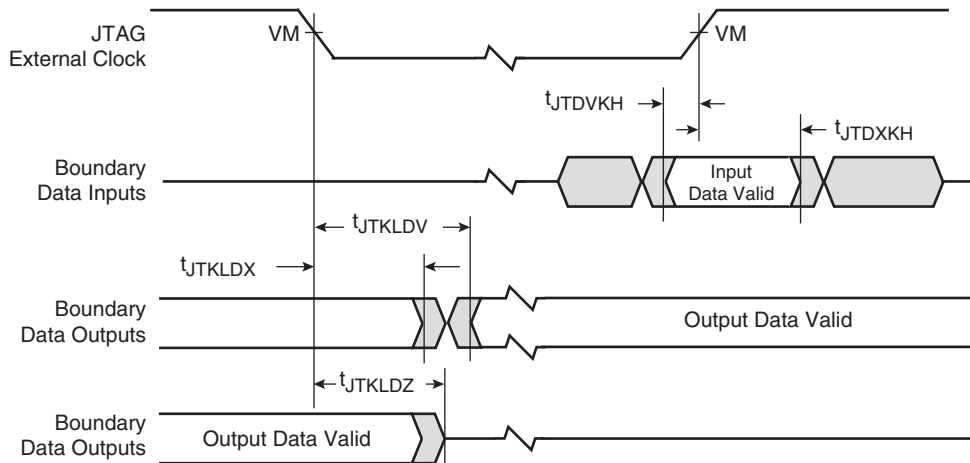 JTAG
External Clock
VM
VM
tJTDVKH
tJTDXKH
Boundary
Data Inputs
Input
Data Valid
tJTKLDV
tJTKLDX
Boundary
Data Outputs
Output Data Valid
tJTKLDZ
Boundary
Data Outputs
Output Data Valid